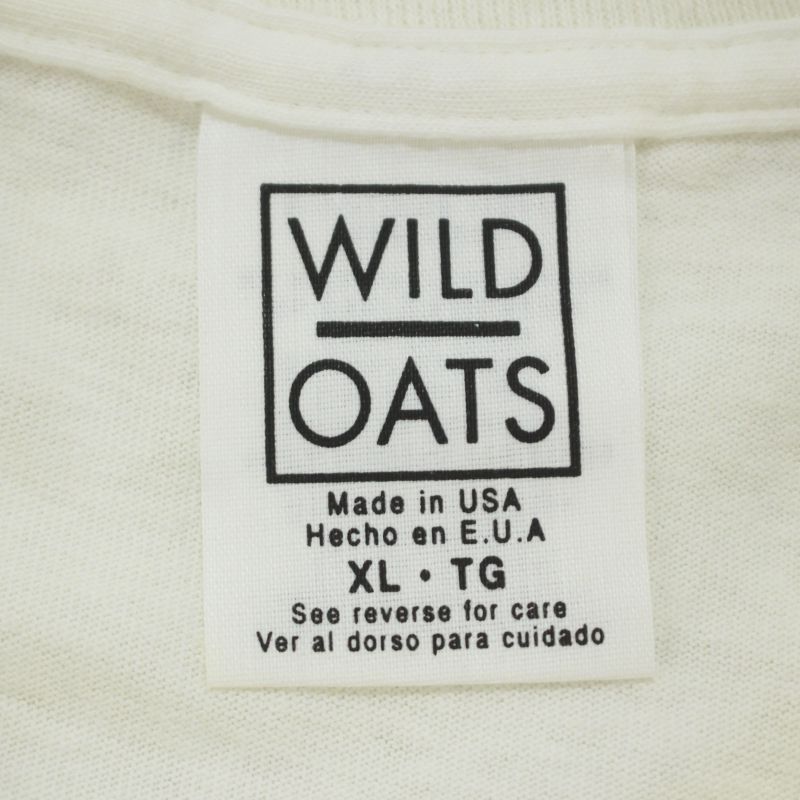 WILD
OATS
Made in USA
Hecho en E.U.A
XL • TG
See reverse for care
Ver al dorso para cuidado